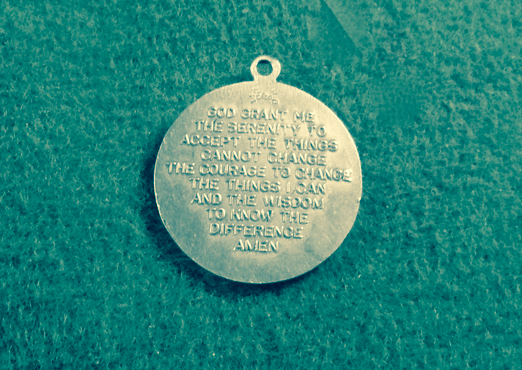 GOD GRANT ME
THE SERENITY TO
ACCEPT THE THINGS
I CANNOT CHANGE
THE COURAGE TO CHANGE
THE THINGS I CAN
AND THE WISDOM
TO KNOW THE
DIFFERENCE
AMEN